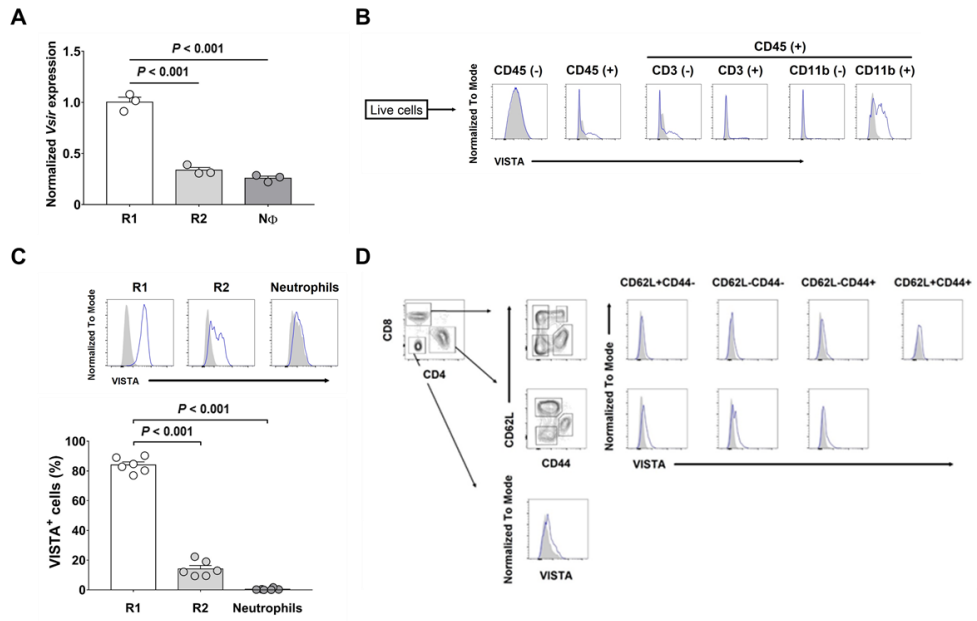 A
Normalized Vsir expression
1.5
1.0
0.5
0
P < 0.001
P < 0.001
R1
R2
NΦ
B
Live cells
Normalized To Mode
CD45 (+)
CD45 (-)
CD45 (+)
CD3 (-)
CD3 (+)
CD11b (-)
CD11b (+)
VISTA
C
R1
R2
Neutrophils
Normalized To Mode
VISTA
P < 0.001
P < 0.001
VISTA+ cells (%)
100
80
60
40
20
0
R1
R2
Neutrophils
D
CD8
CD4
CD62L
CD44
Normalized To Mode
CD62L+CD44-
CD62L-CD44-
CD62L-CD44+
CD62L+CD44+
Normalized To Mode
VISTA
Normalized To Mode
VISTA